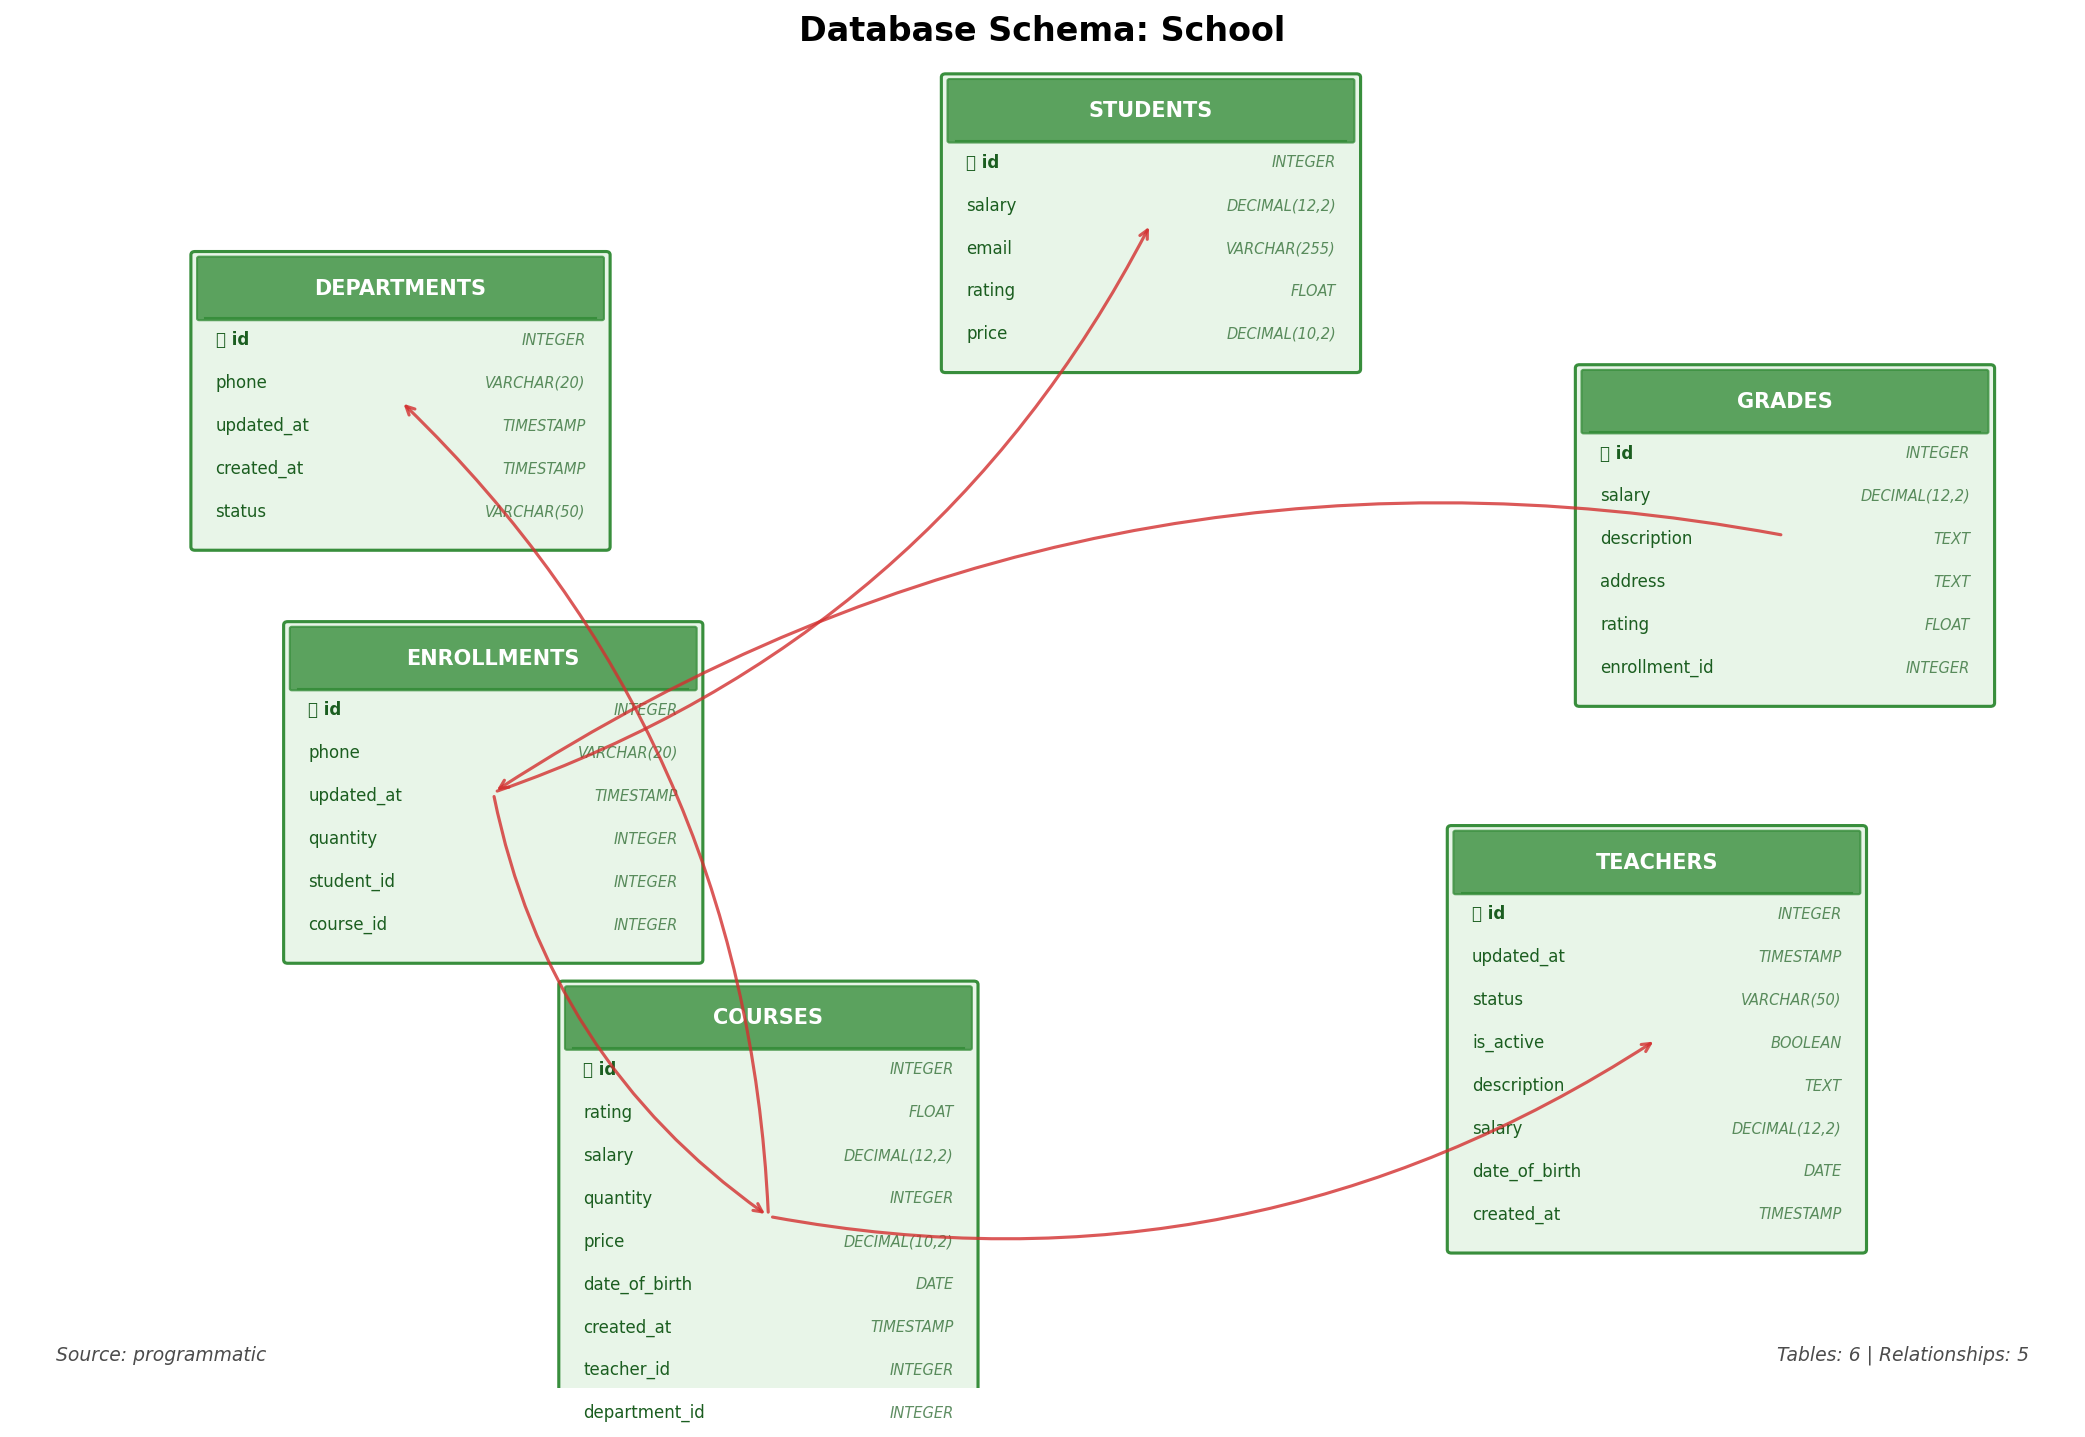 Database Schema: School
STUDENTS
id INTEGER
salary DECIMAL(12,2)
email VARCHAR(255)
rating FLOAT
price DECIMAL(10,2)
DEPARTMENTS
id INTEGER
phone VARCHAR(20)
updated_at TIMESTAMP
created_at TIMESTAMP
status VARCHAR(50)
GRADES
id INTEGER
salary DECIMAL(12,2)
description TEXT
address TEXT
rating FLOAT
enrollment_id INTEGER
ENROLLMENTS
id INTEGER
phone VARCHAR(20)
updated_at TIMESTAMP
quantity INTEGER
student_id INTEGER
course_id INTEGER
TEACHERS
id INTEGER
updated_at TIMESTAMP
status VARCHAR(50)
is_active BOOLEAN
description TEXT
salary DECIMAL(12,2)
date_of_birth DATE
created_at TIMESTAMP
COURSES
id INTEGER
rating FLOAT
salary DECIMAL(12,2)
quantity INTEGER
price DECIMAL(10,2)
date_of_birth DATE
created_at TIMESTAMP
teacher_id INTEGER
department_id INTEGER
Source: programmatic
Tables: 6 | Relationships: 5